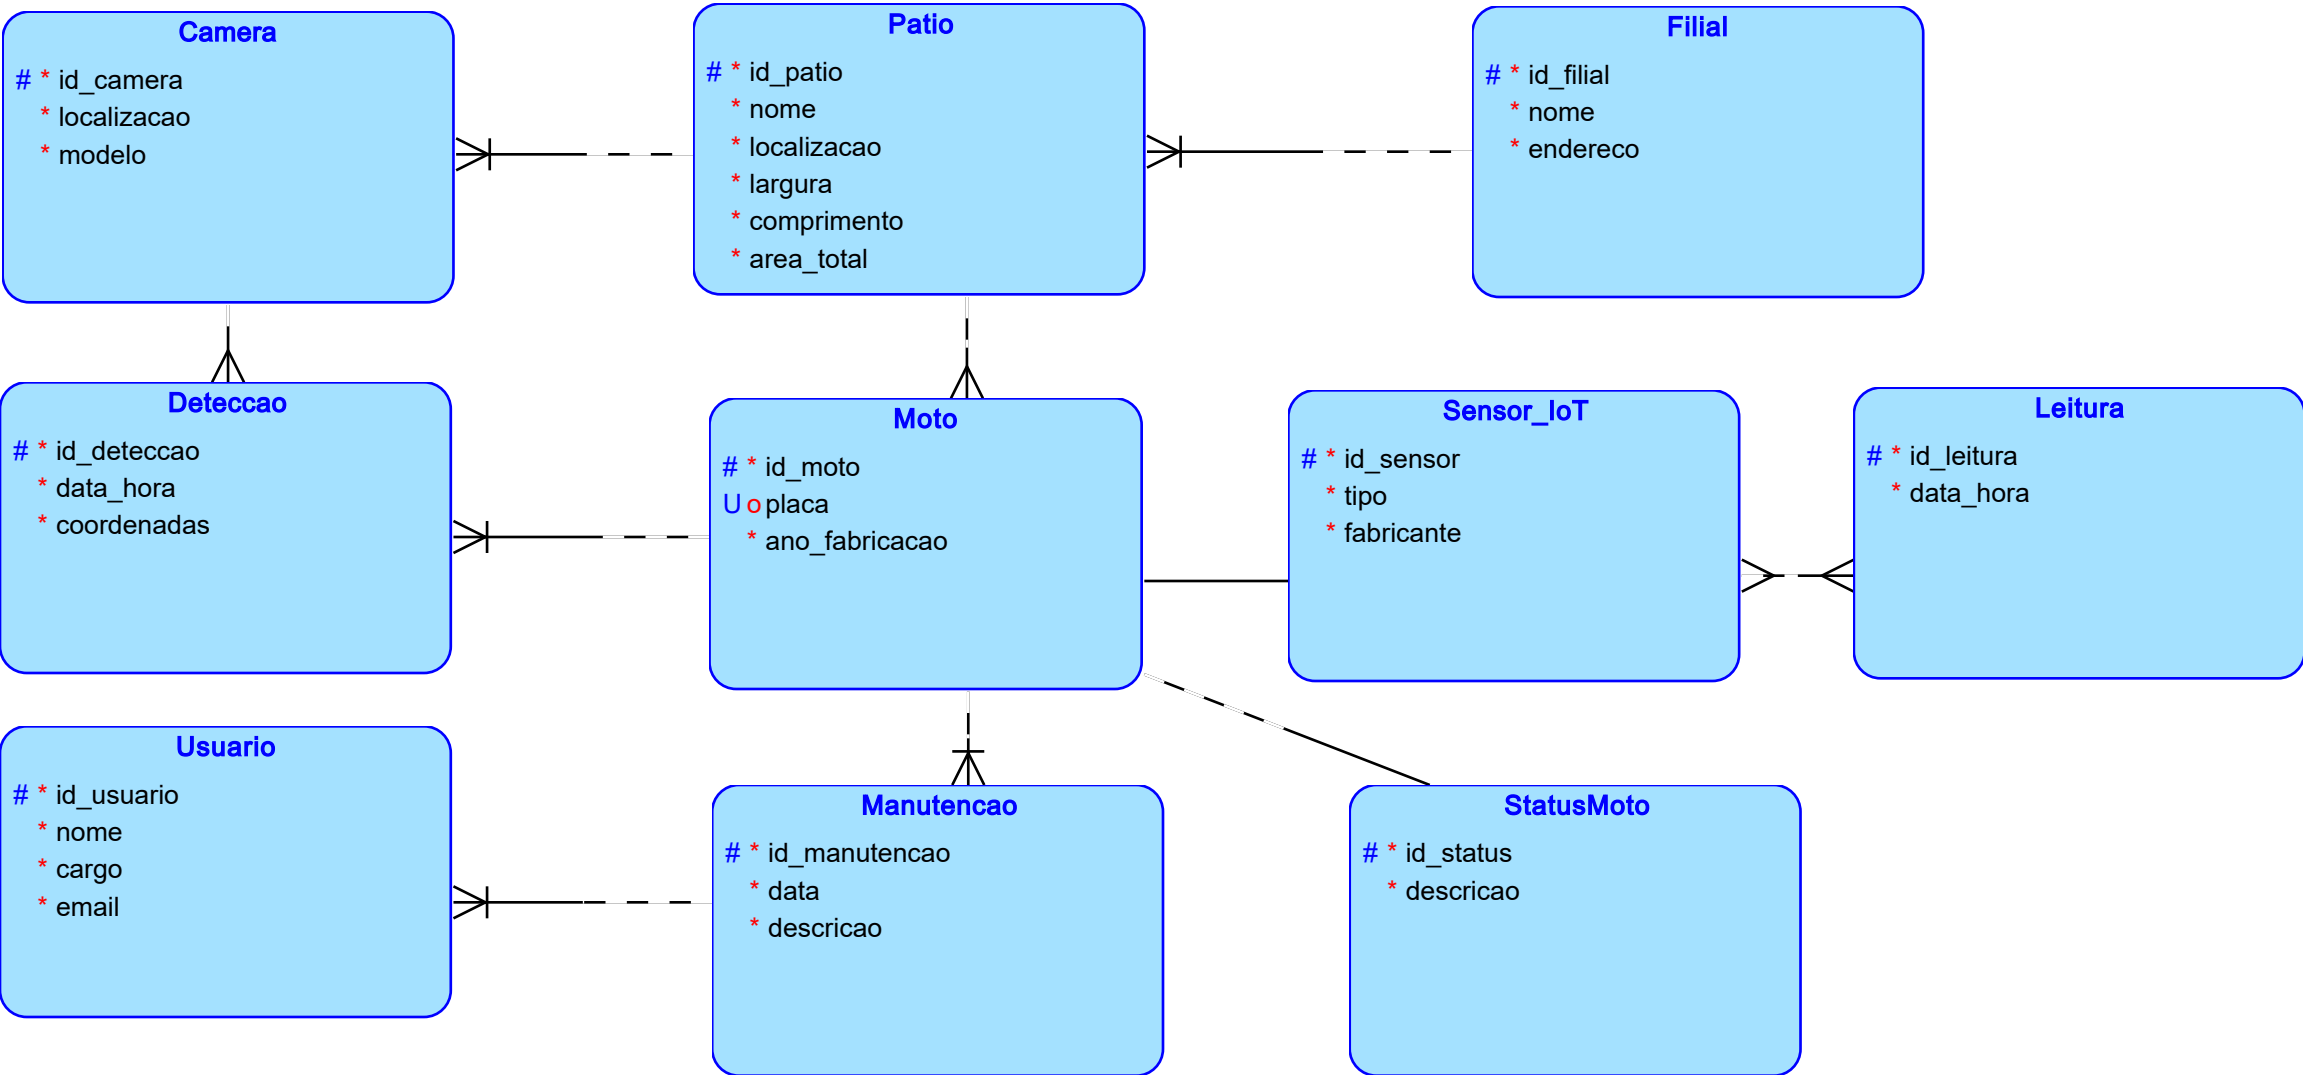 Camera
# * id_camera
* localizacao
* modelo
Patio
# * id_patio
* nome
* localizacao
* largura
* comprimento
* area_total
Filial
# * id_filial
* nome
* endereco
Deteccao
# * id_deteccao
* data_hora
* coordenadas
Moto
# * id_moto
U o placa
* ano_fabricacao
Sensor_IoT
# * id_sensor
* tipo
* fabricante
Leitura
# * id_leitura
* data_hora
Usuario
# * id_usuario
* nome
* cargo
* email
Manutencao
# * id_manutencao
* data
* descricao
StatusMoto
# * id_status
* descricao